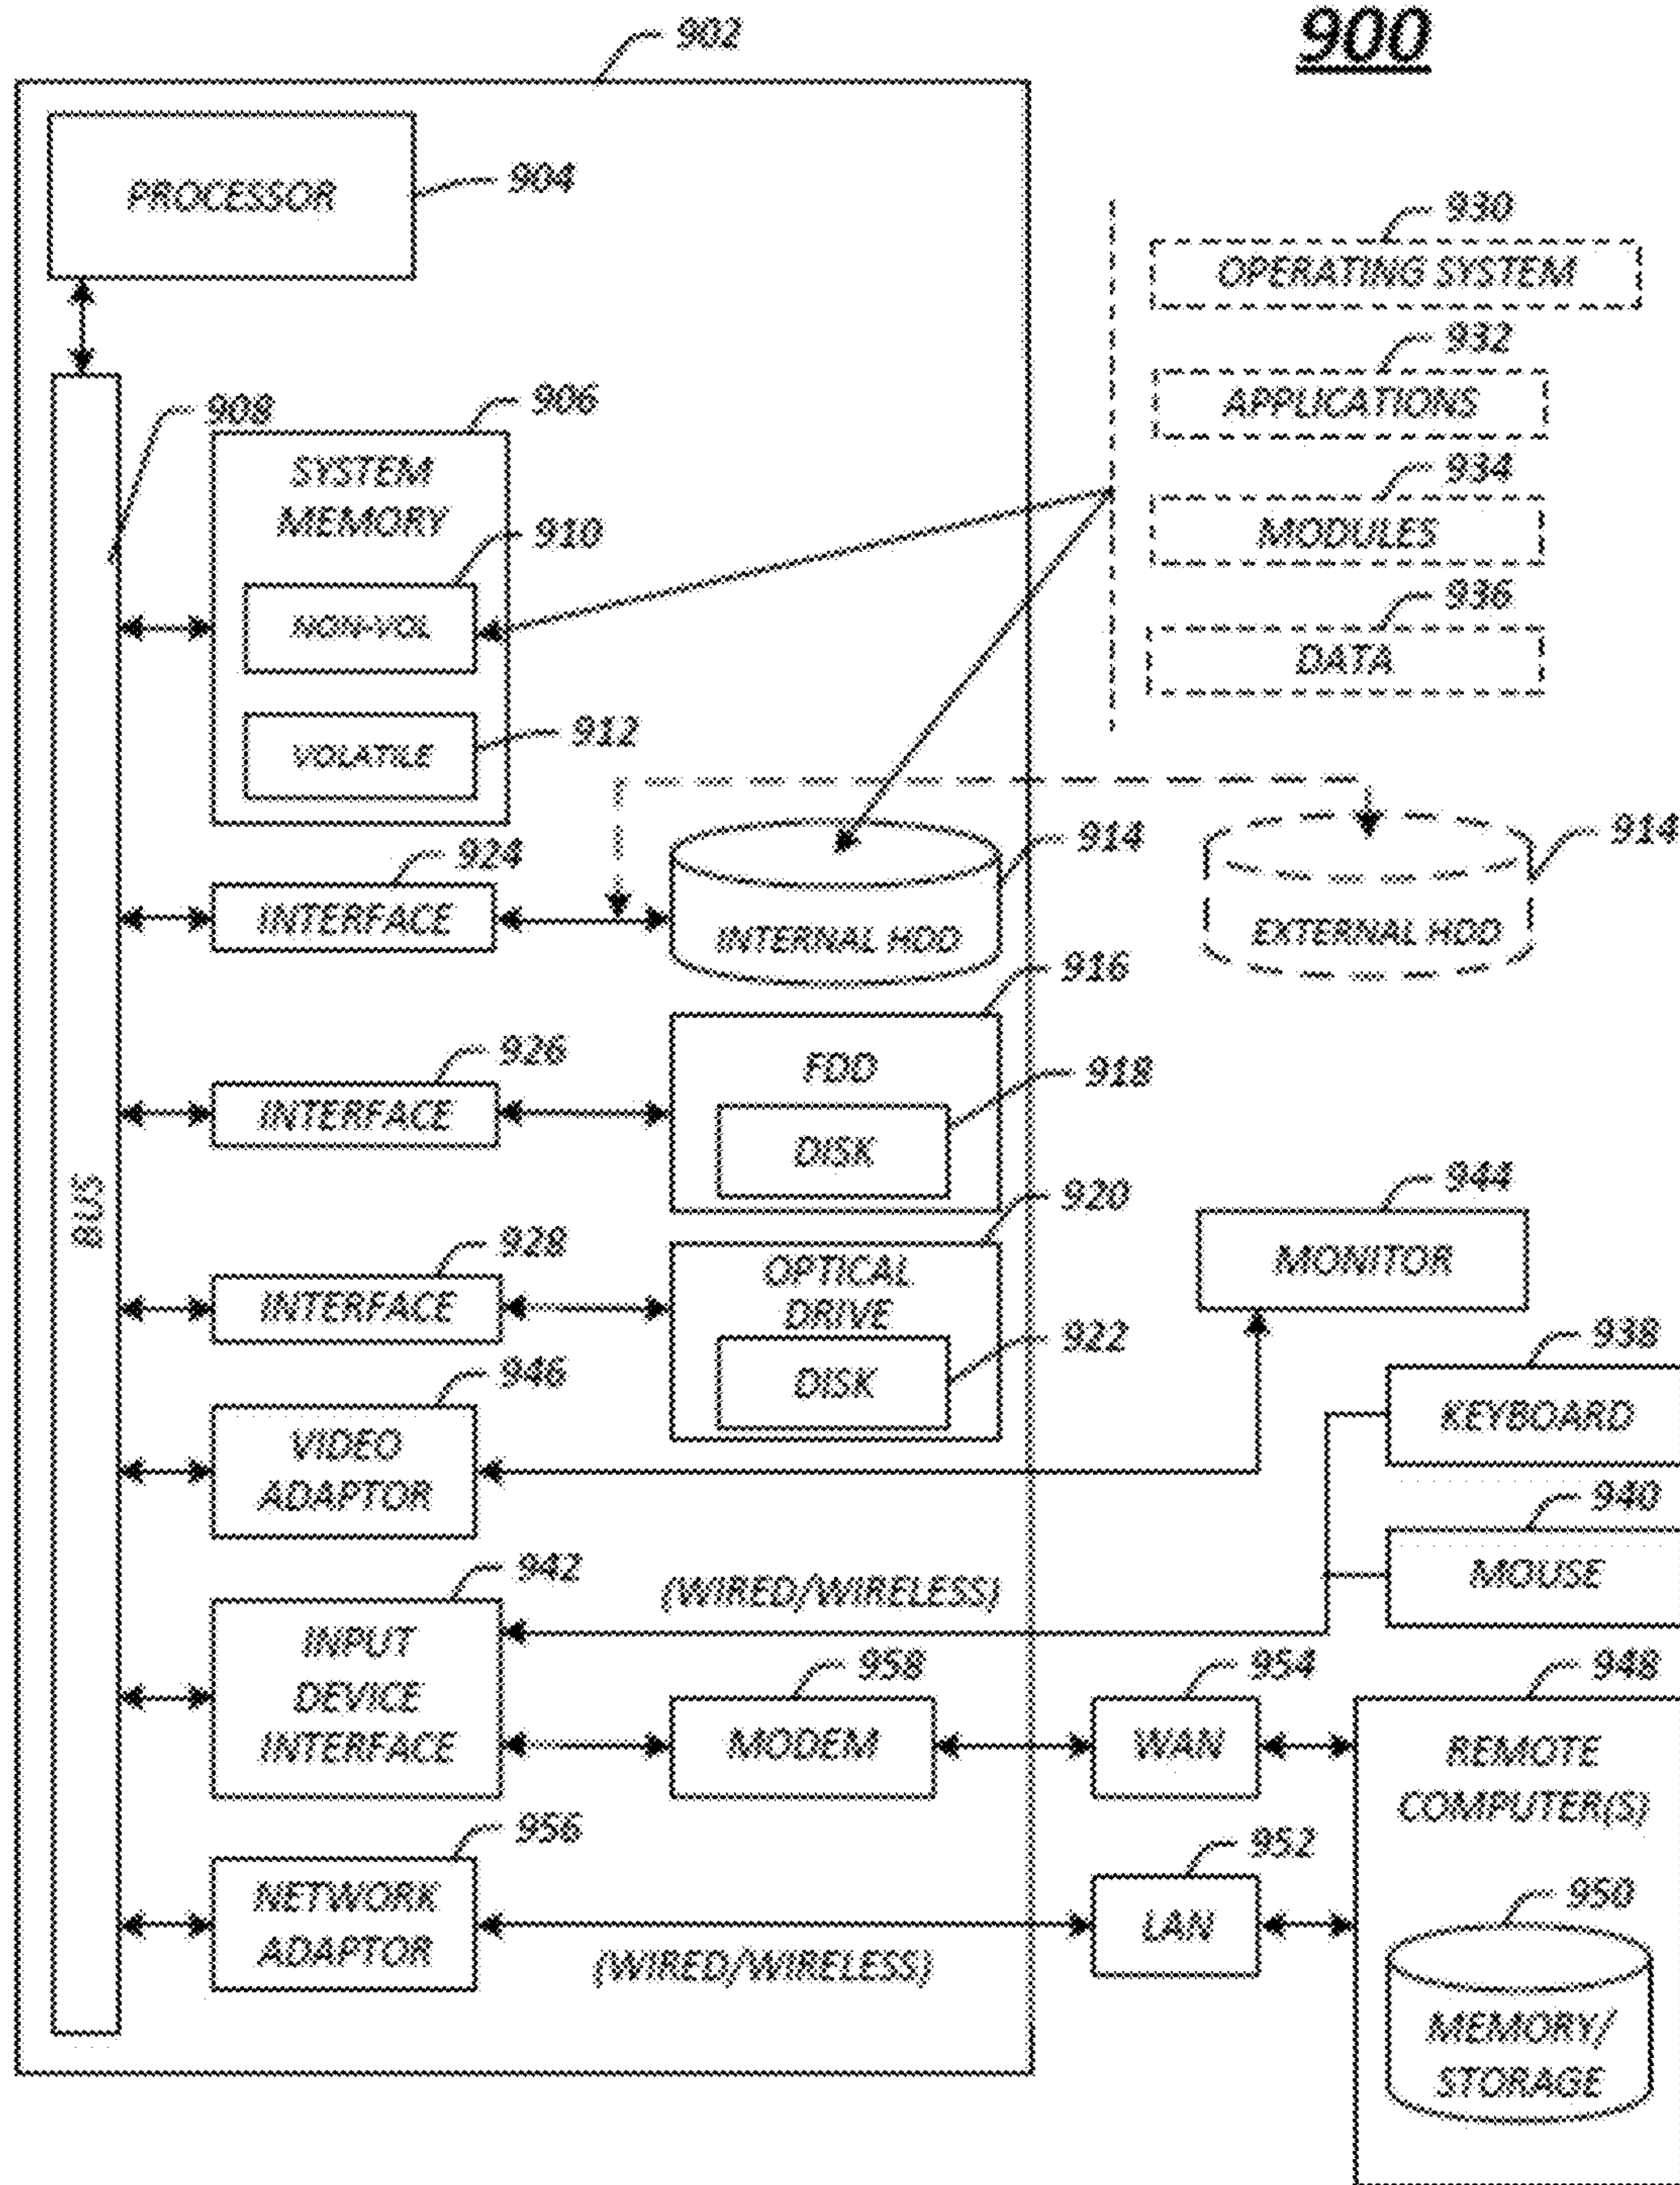 900
902
PROCESSOR
904
930
OPERATING SYSTEM
932
APPLICATIONS
934
MODULES
936
DATA
908
906
SYSTEM
MEMORY
910
NON-VOL
912
VOLATILE
924
INTERFACE
914
INTERNAL HDD
914
EXTERNAL HDD
926
INTERFACE
916
FDD
918
DISK
BUS
928
INTERFACE
920
OPTICAL
DRIVE
922
DISK
944
MONITOR
946
VIDEO
ADAPTOR
938
KEYBOARD
940
MOUSE
942
INPUT
DEVICE
INTERFACE
(WIRED/WIRELESS)
958
MODEM
954
WAN
948
REMOTE
COMPUTER(S)
956
NETWORK
ADAPTOR
(WIRED/WIRELESS)
952
LAN
950
MEMORY/
STORAGE